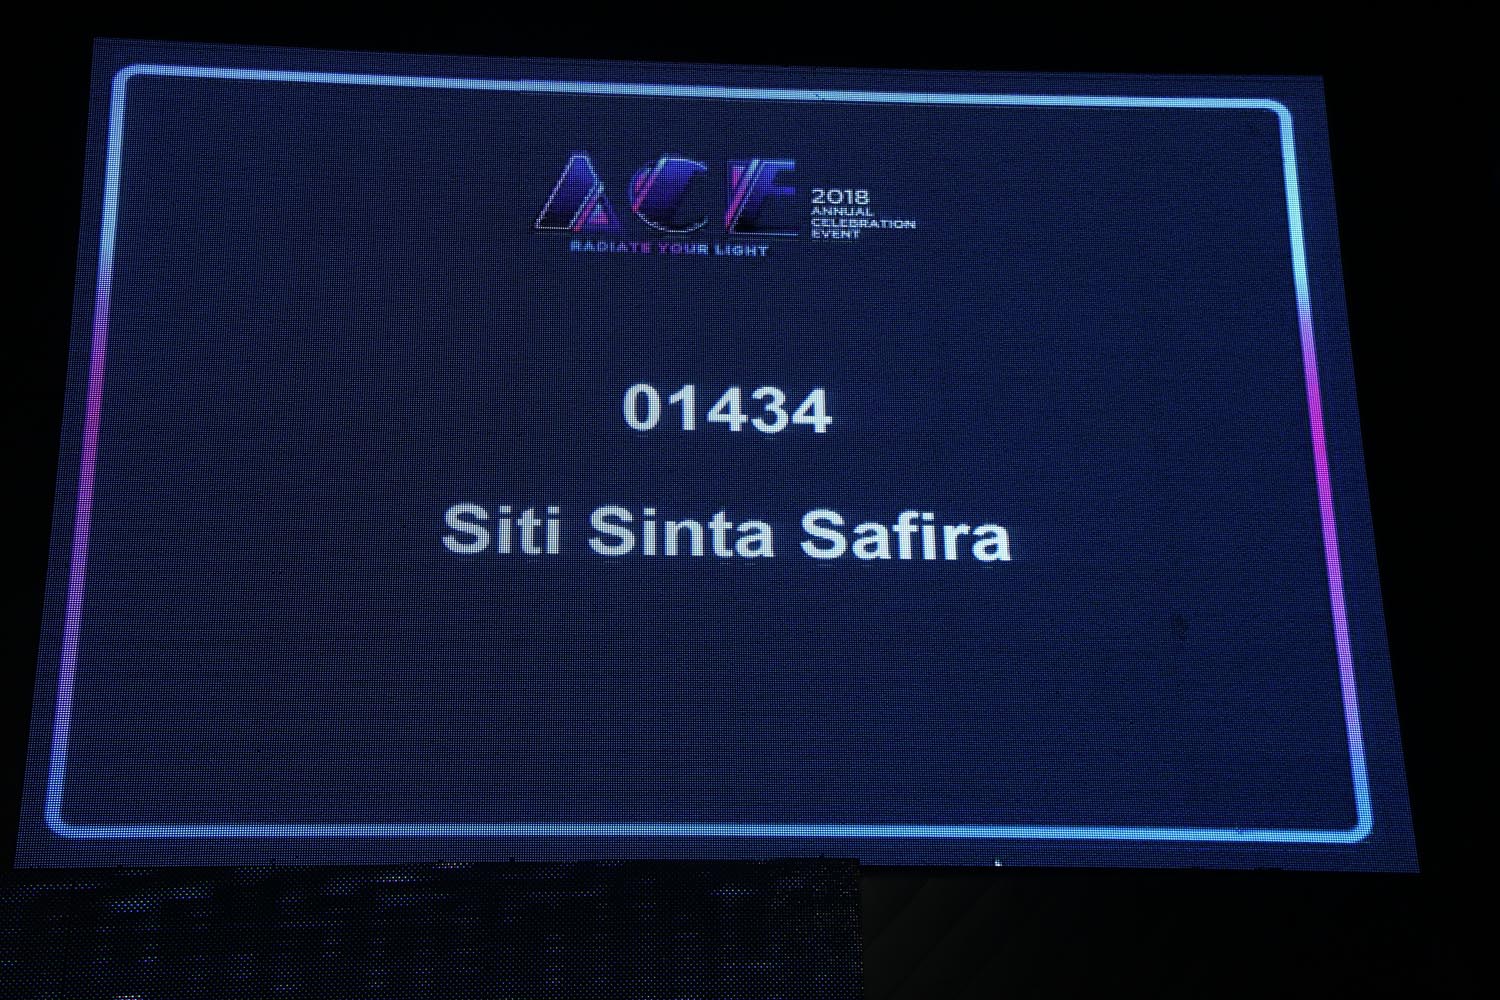 ACE
2018
ANNUAL
CELEBRATION
EVENT
RADIATE YOUR LIGHT
01434
Siti Sinta Safira